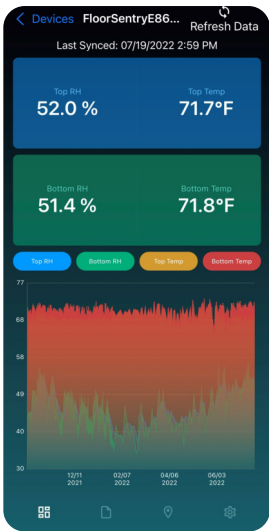 Devices FloorSentryE86...
Refresh Data
Last Synced: 07/19/2022 2:59 PM
Top RH Top Temp
52.0 % 71.7°F
Bottom RH Bottom Temp
51.4 % 71.8°F
Top RH Bottom RH Top Temp Bottom Temp
77
68
58
49
40
30
12/11 02/07 04/06 06/03
2021 2022 2022 2022